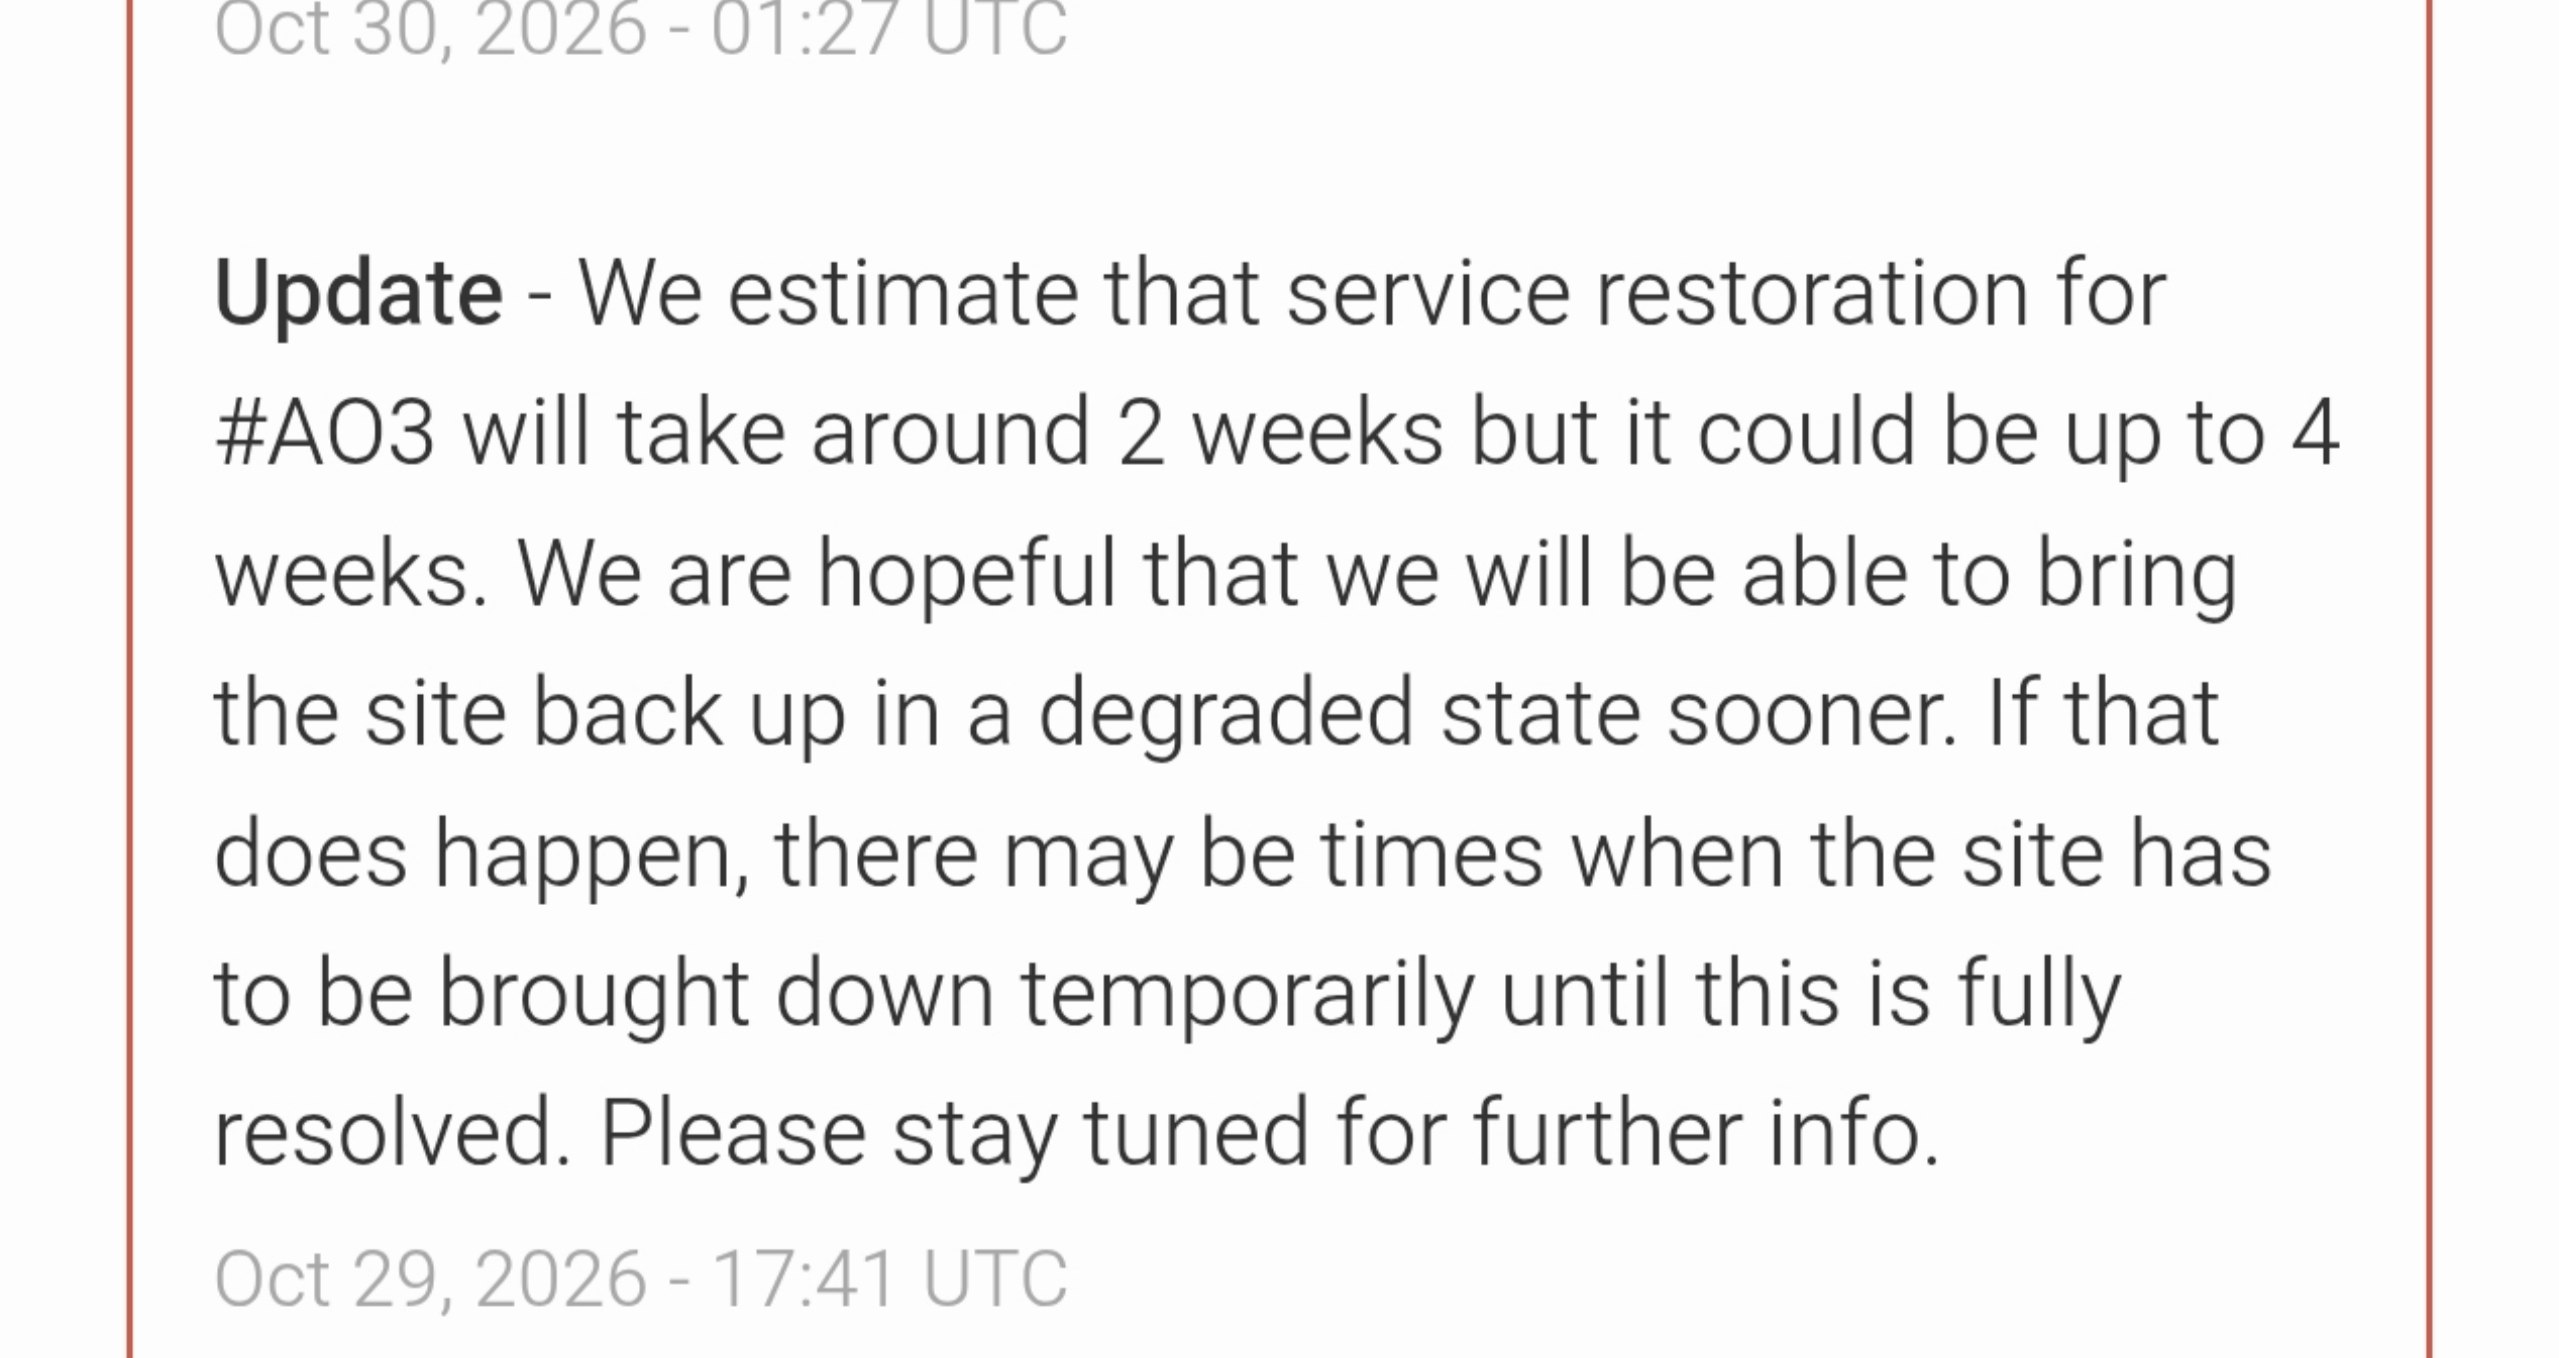 Oct 30, 2026 - 01:27 UTC
Update - We estimate that service restoration for
#AO3 will take around 2 weeks but it could be up to 4
weeks. We are hopeful that we will be able to bring
the site back up in a degraded state sooner. If that
does happen, there may be times when the site has
to be brought down temporarily until this is fully
resolved. Please stay tuned for further info.
Oct 29, 2026 - 17:41 UTC